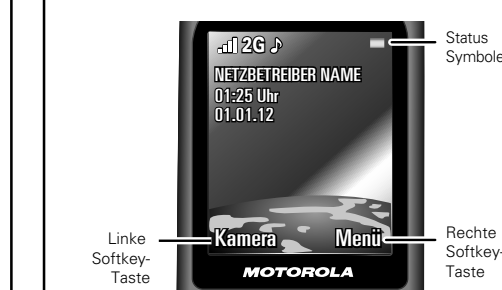 2G
Status
Symbole
NETZBETREIBER NAME
01:25 Uhr
01.01.12
Linke
Softkey-
Taste
Kamera
Menü
Rechte
Softkey-
Taste
MOTOROLA